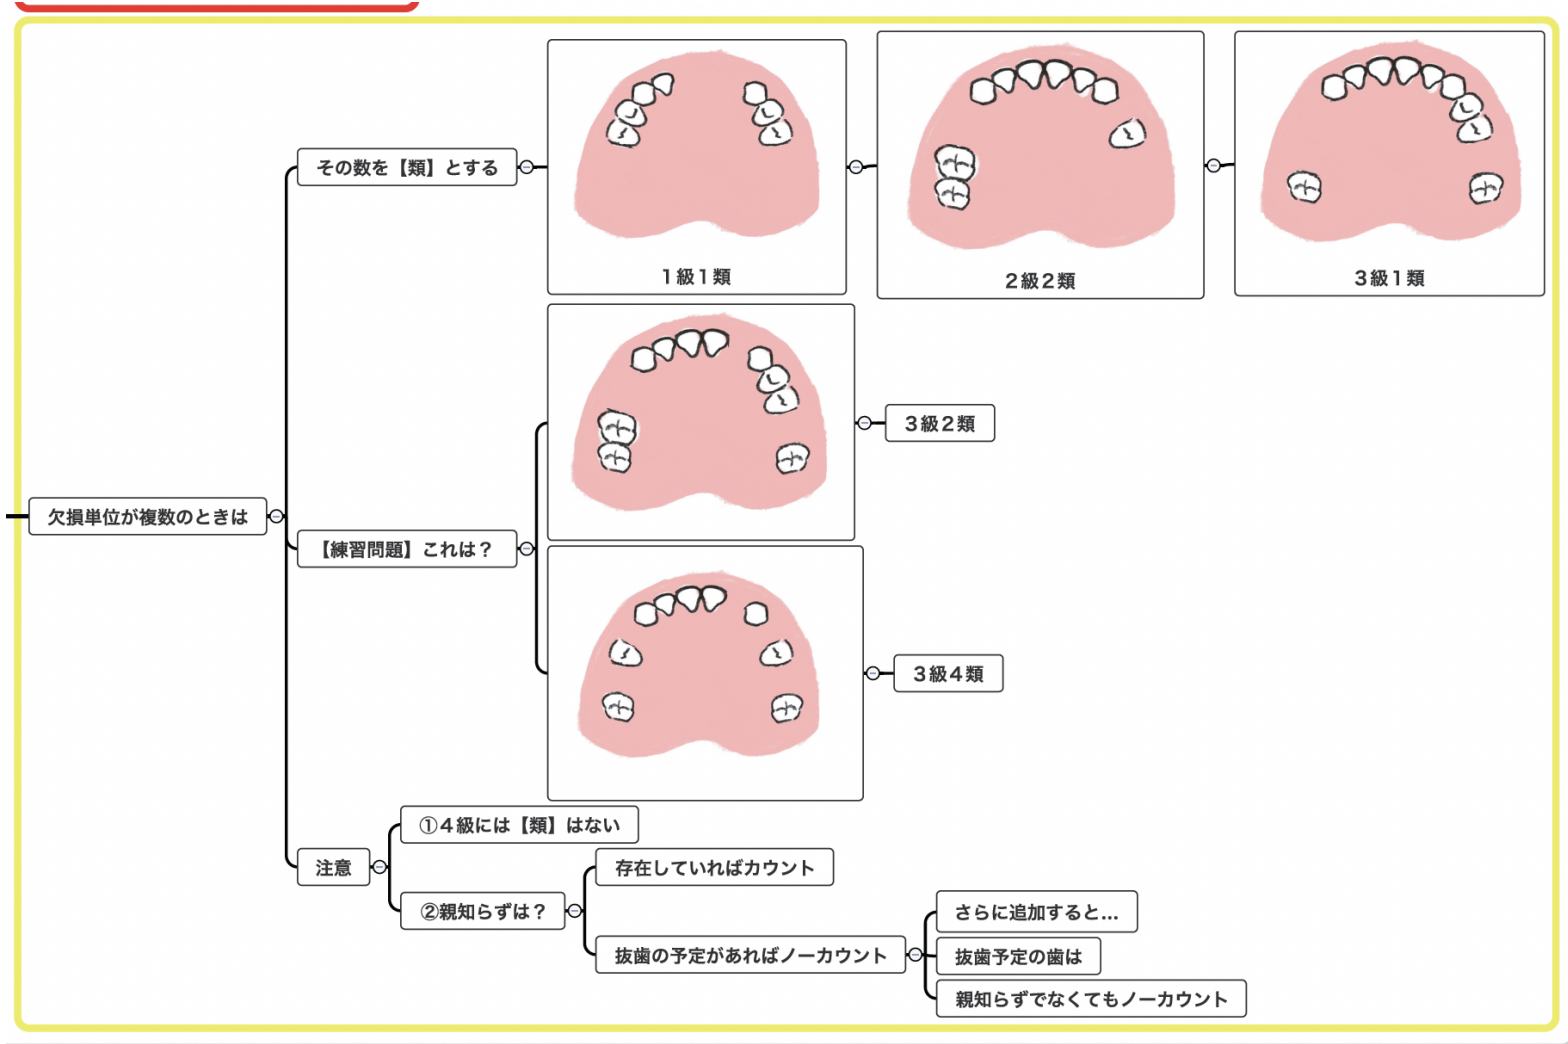 欠損単位が複数のときは
その数を【類】とする
１級１類
２級２類
３級１類
【練習問題】これは？
３級２類
３級４類
注意
①４級には【類】はない
②親知らずは？
存在していればカウント
抜歯の予定があればノーカウント
さらに追加すると...
抜歯予定の歯は
親知らずでなくてもノーカウント